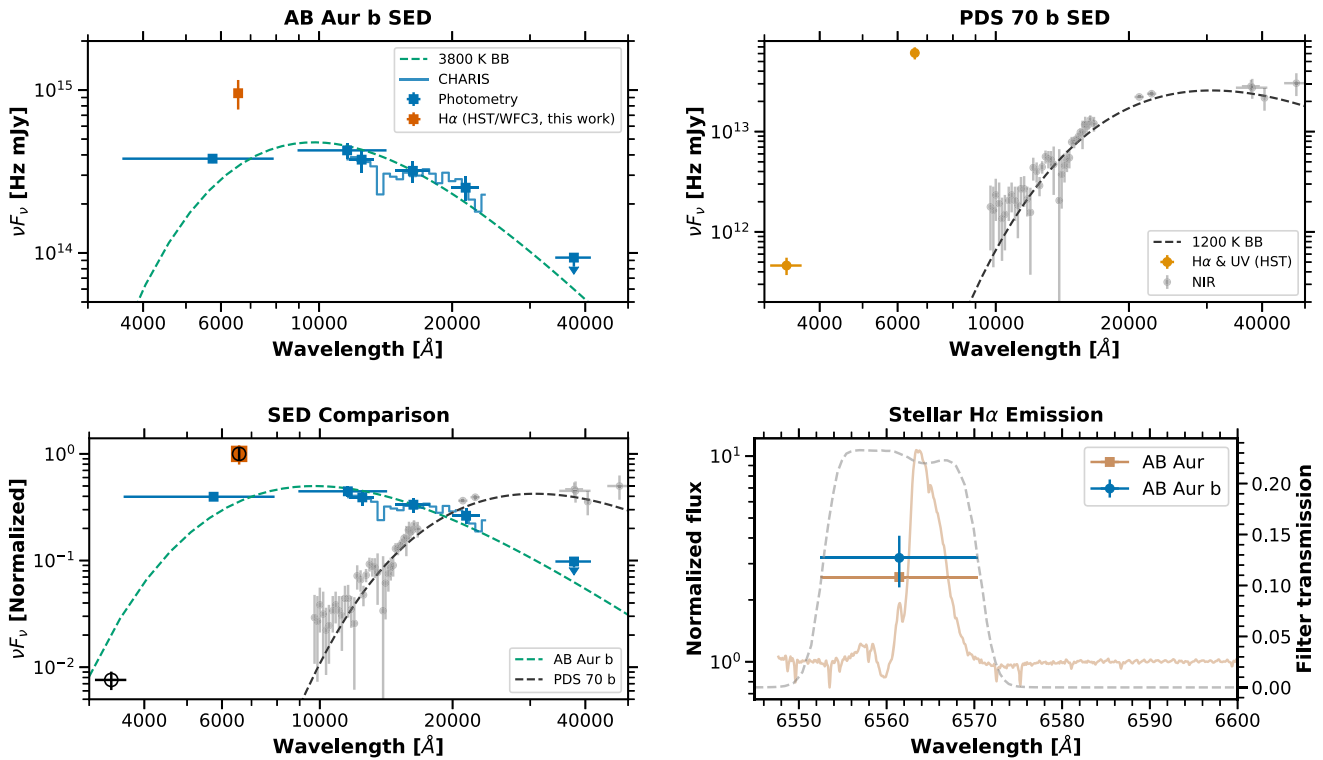 AB Aur b SED
3800 K BB
CHARIS
Photometry
Hα (HST/WFC3, this work)
νFν [Hz mJy]
10^15
10^14
4000 6000 10000 20000 40000
Wavelength [Å]
PDS 70 b SED
νFν [Hz mJy]
10^13
10^12
1200 K BB
Hα & UV (HST)
NIR
4000 6000 10000 20000 40000
Wavelength [Å]
SED Comparison
νFν [Normalized]
10^0
10^−1
10^−2
AB Aur b
PDS 70 b
4000 6000 10000 20000 40000
Wavelength [Å]
Stellar Hα Emission
AB Aur
AB Aur b
Normalized flux
10^1
10^0
Filter transmission
0.20
0.15
0.10
0.05
0.00
6550 6560 6570 6580 6590 6600
Wavelength [Å]